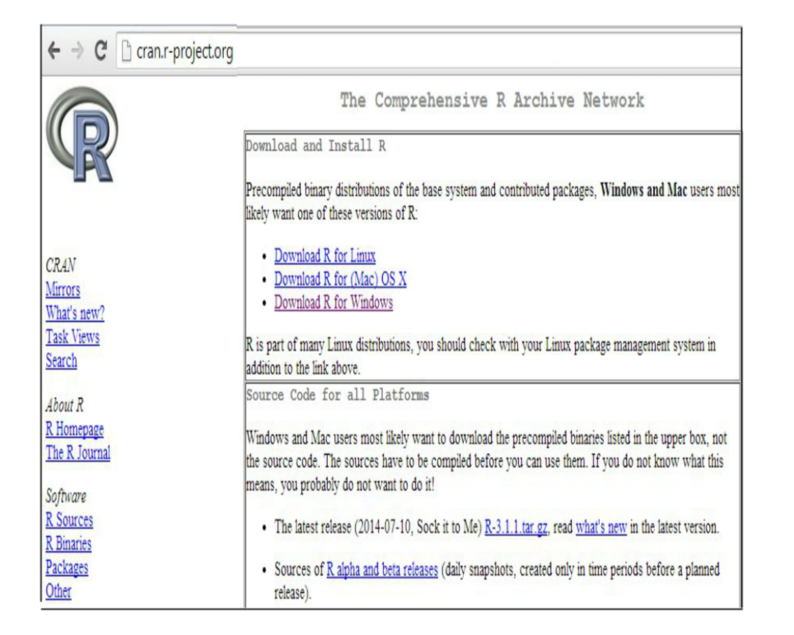 cran.r-project.org
R
CRAN
Mirrors
What's new?
Task Views
Search
About R
R Homepage
The R Journal
Software
R Sources
R Binaries
Packages
Other
The Comprehensive R Archive Network
Download and Install R
Precompiled binary distributions of the base system and contributed packages, Windows and Mac users most
likely want one of these versions of R:
• Download R for Linux
• Download R for (Mac) OS X
• Download R for Windows
R is part of many Linux distributions, you should check with your Linux package management system in
addition to the link above.
Source Code for all Platforms
Windows and Mac users most likely want to download the precompiled binaries listed in the upper box, not
the source code. The sources have to be compiled before you can use them. If you do not know what this
means, you probably do not want to do it!
• The latest release (2014-07-10, Sock it to Me) R-3.1.1.tar.gz, read what's new in the latest version.
• Sources of R alpha and beta releases (daily snapshots, created only in time periods before a planned
release).